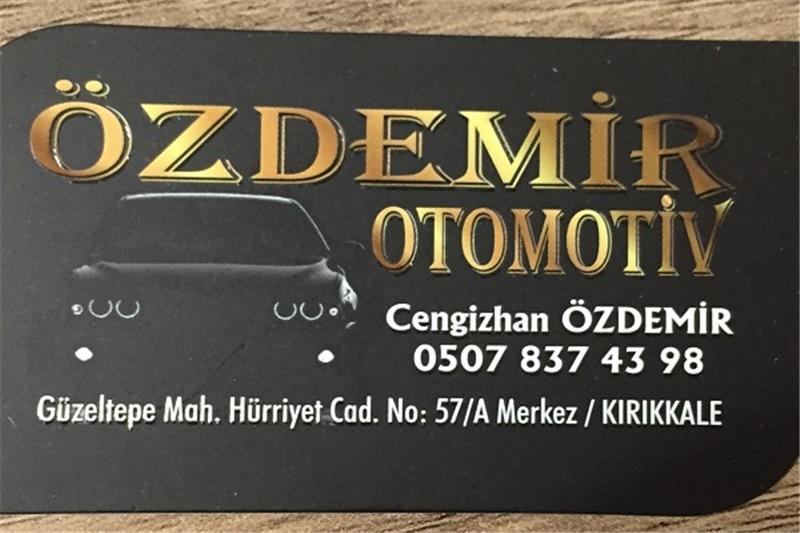 ÖZDEMİR
OTOMOTİV
Cengizhan ÖZDEMİR
0507 837 43 98
Güzeltepe Mah. Hürriyet Cad. No: 57/A Merkez / KIRIKKALE